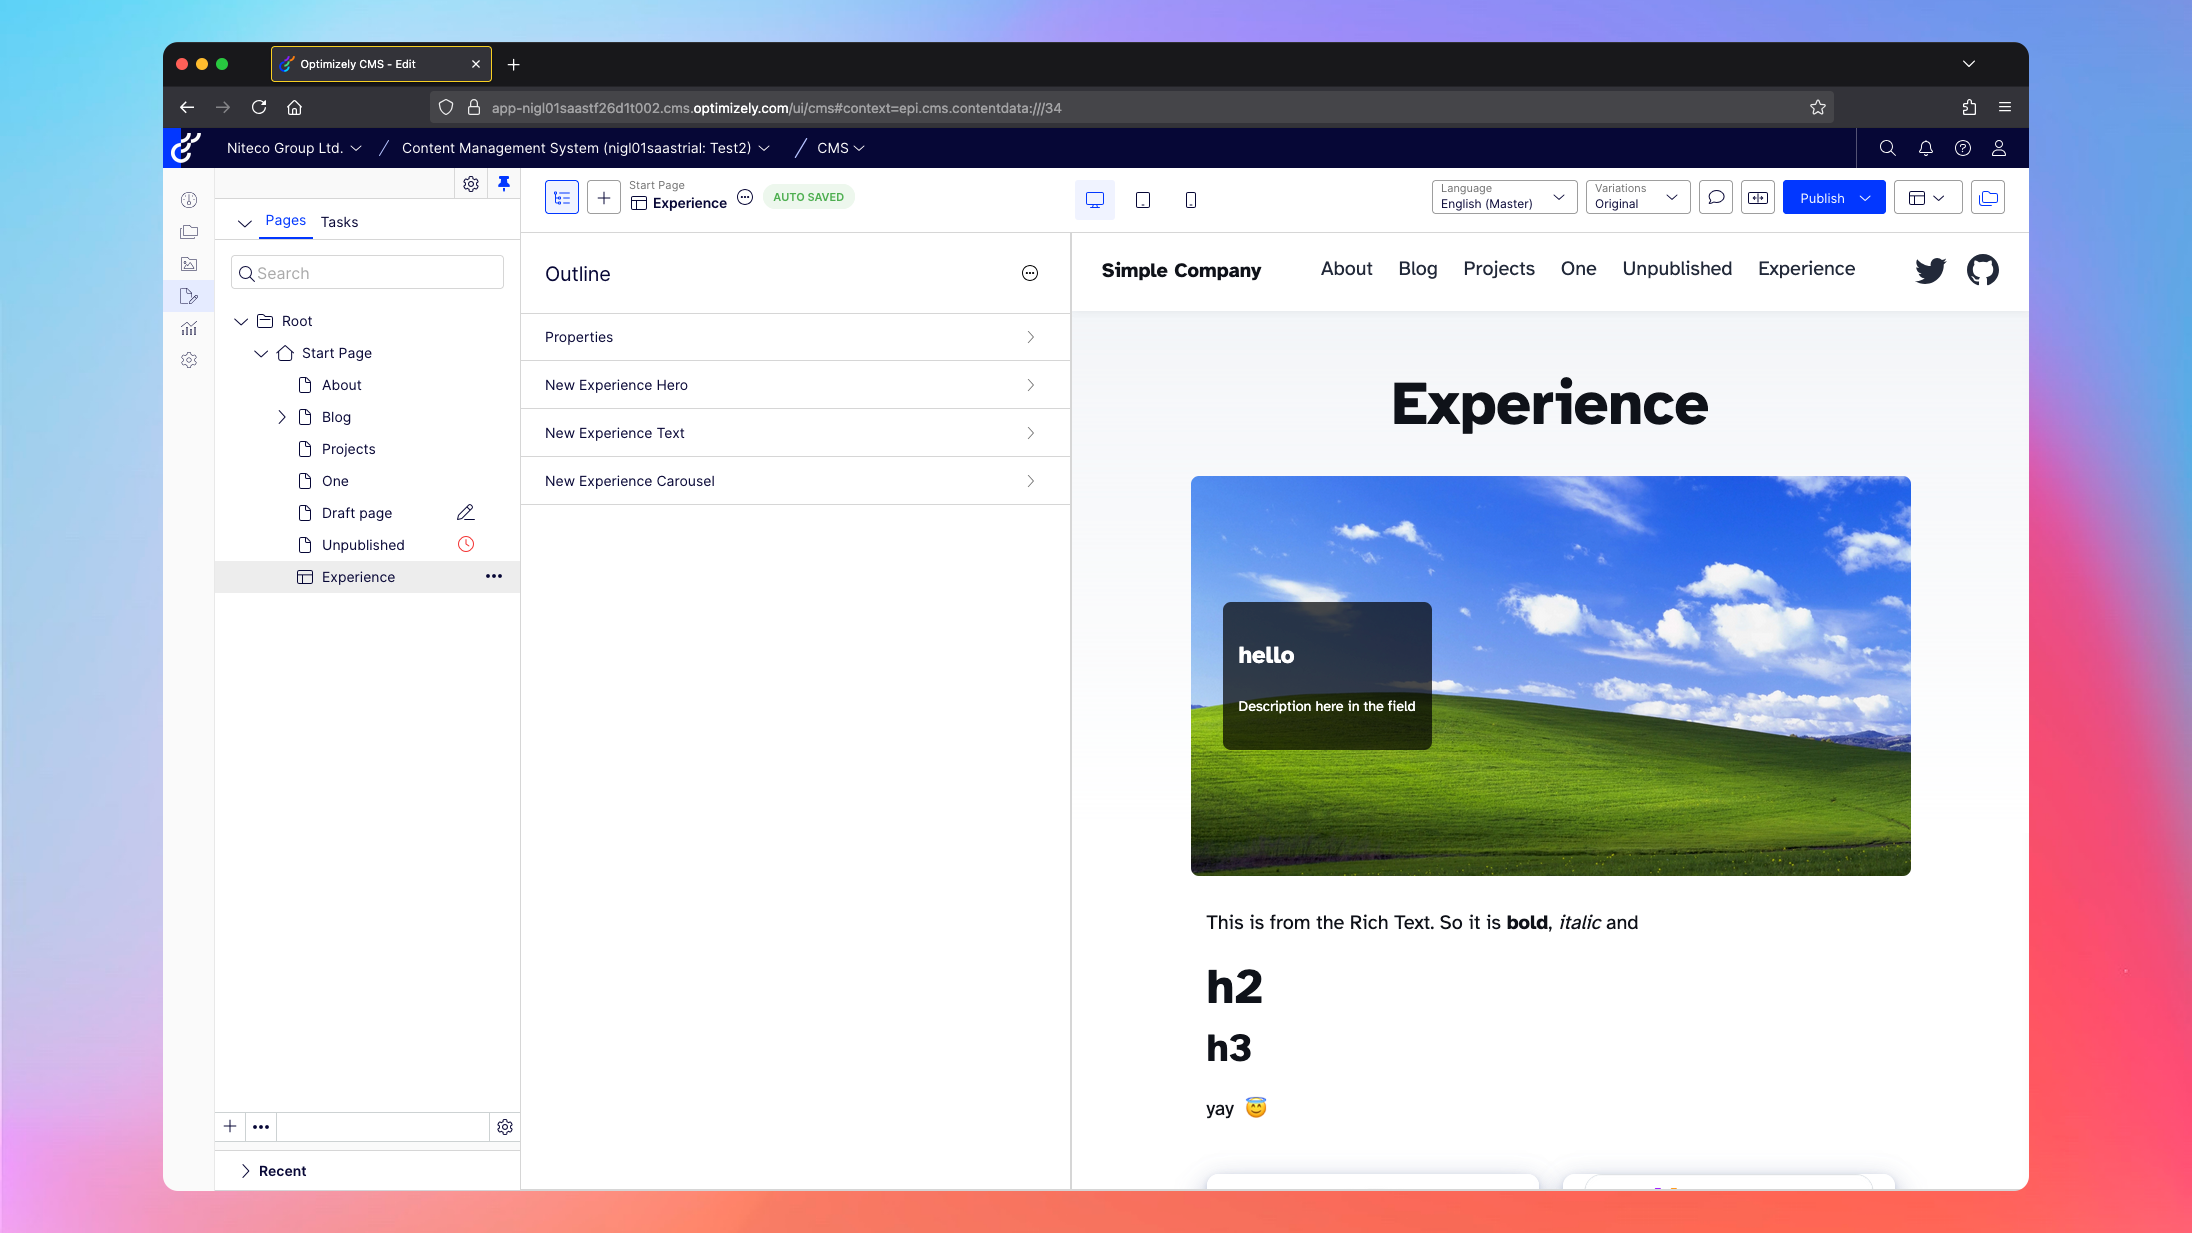 Optimizely CMS - Edit
app-nigl01saastf26d1t002.cms.optimizely.com/ui/cms#context=epi.cms.contentdata:///34
Niteco Group Ltd. / Content Management System (nigl01saastrial: Test2) / CMS
Pages Tasks
Search
Root
Start Page
About
Blog
Projects
One
Draft page
Unpublished
Experience
Recent
Start Page
Experience
AUTO SAVED
Language
English (Master)
Variations
Original
Publish
Outline
Properties
New Experience Hero
New Experience Text
New Experience Carousel
Simple Company About Blog Projects One Unpublished Experience
Experience
hello
Description here in the field
This is from the Rich Text. So it is bold, italic and
h2
h3
yay 😇